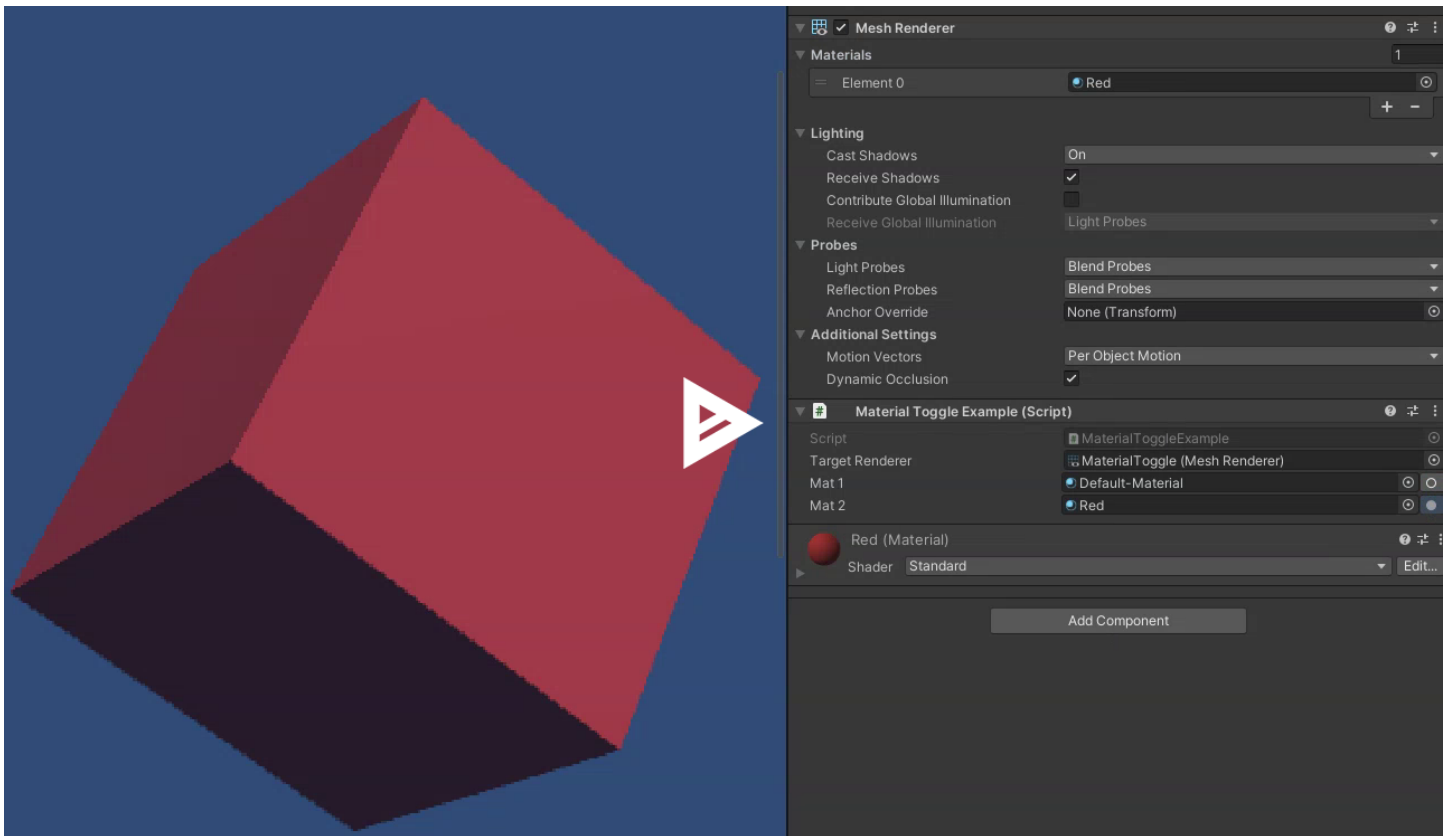 Mesh Renderer
Materials 1
Element 0 Red
+ −
Lighting
Cast Shadows On
Receive Shadows
Contribute Global Illumination
Receive Global Illumination Light Probes
Probes
Light Probes Blend Probes
Reflection Probes Blend Probes
Anchor Override None (Transform)
Additional Settings
Motion Vectors Per Object Motion
Dynamic Occlusion
# Material Toggle Example (Script)
Script MaterialToggleExample
Target Renderer MaterialToggle (Mesh Renderer)
Mat 1 Default-Material
Mat 2 Red
Red (Material)
Shader Standard Edit...
Add Component